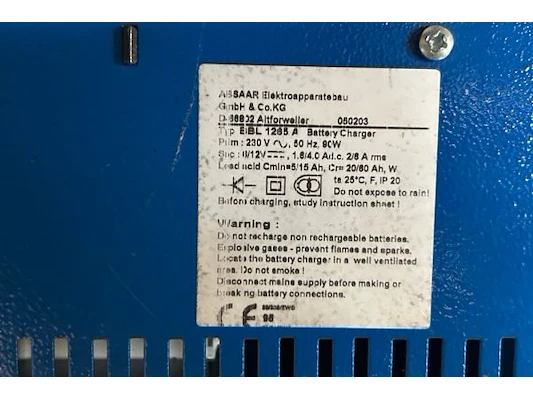 ABSAAR Elektroapparatebau
GmbH & Co.KG
D-66802 Altforweiler 050203
Typ EBL 1265 A Battery Charger
Prim : 230 V ~, 50 Hz, 90W
Sec : 6/12V ⎓, 1.6/4.0 Ad.c. 2/6 A rms
Lead acid Cmin=5/15 Ah, Cr= 20/60 Ah, W
ta 25°C, F, IP 20
Do not expose to rain!
Before charging, study instruction sheet !
Warning :
Do not recharge non rechargeable batteries.
Explosive gases - prevent flames and sparks.
Locate the battery charger in a well ventilated
area. Do not smoke !
Disconnect mains supply before making or
breaking battery connections.
CE 98